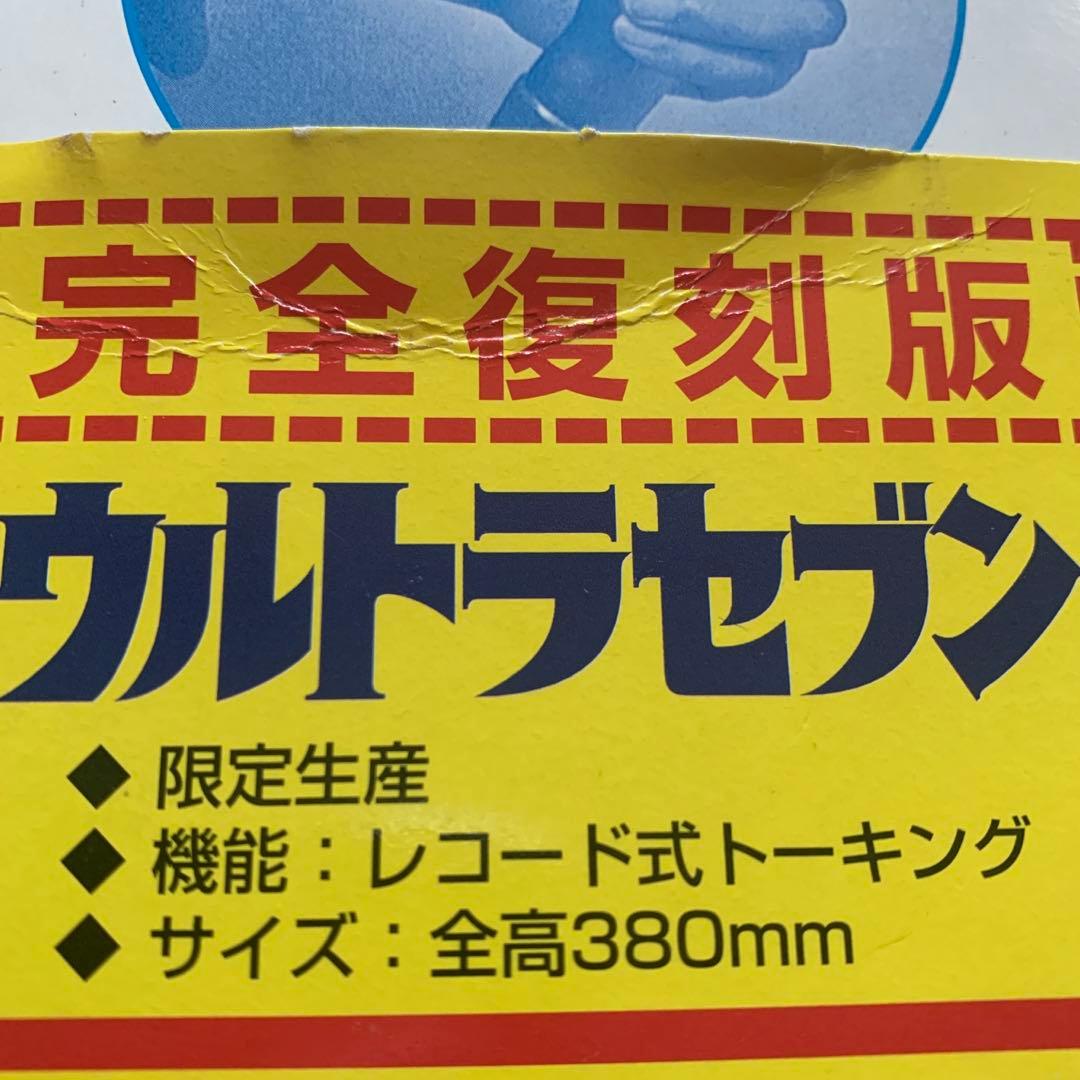 完全復刻版
ウルトラセブン
◆ 限定生産
◆ 機能：レコード式トーキング
◆ サイズ：全高380mm